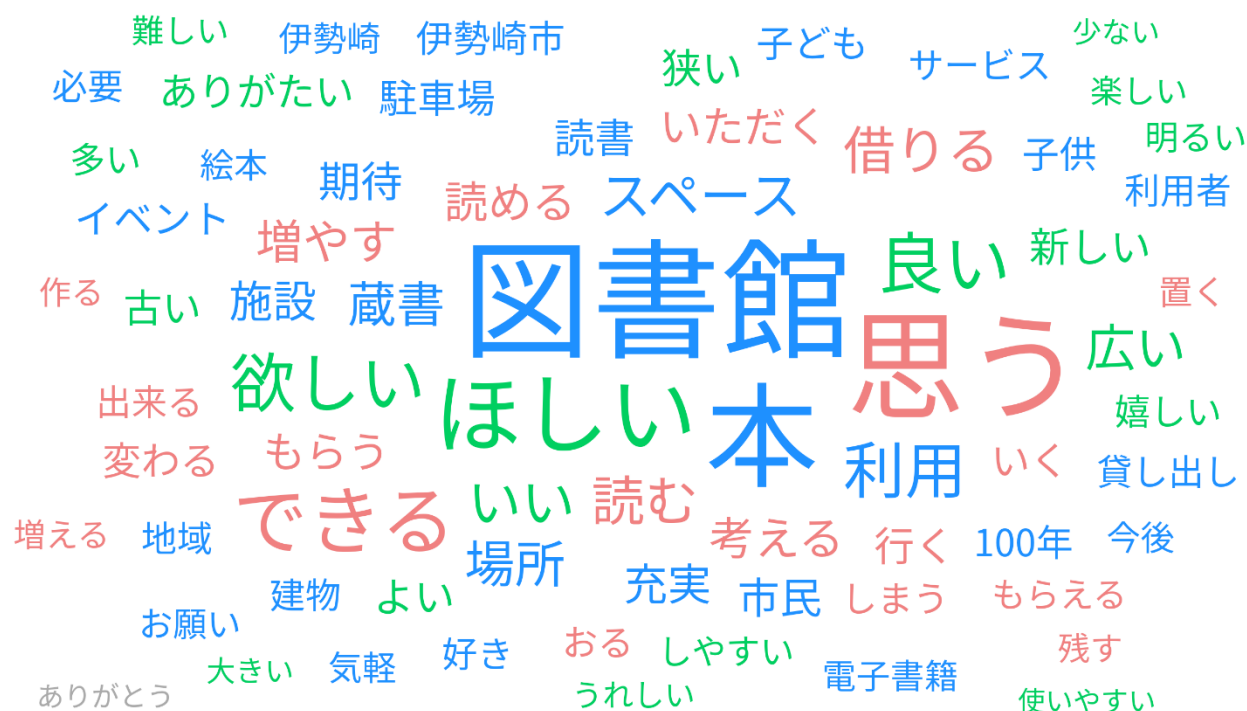 難しい 伊勢崎 伊勢崎市 子ども 少ない
必要 ありがたい 駐車場 狭い サービス 楽しい
多い 絵本 期待 読書 いただく 借りる 子供 明るい
イベント 増やす 読める スペース 利用者
作る 古い 施設 蔵書 図書館 良い 新しい 置く
欲しい ほしい 本 思う 広い
出来る 嬉しい
変わる もらう 利用 いく 貸し出し
増える 地域 できる いい 読む 考える 行く 100年 今後
建物 よい 場所 充実 市民 しまう もらえる
お願い 大きい 気軽 好き おる しやすい 電子書籍 残す
ありがとう うれしい 使いやすい